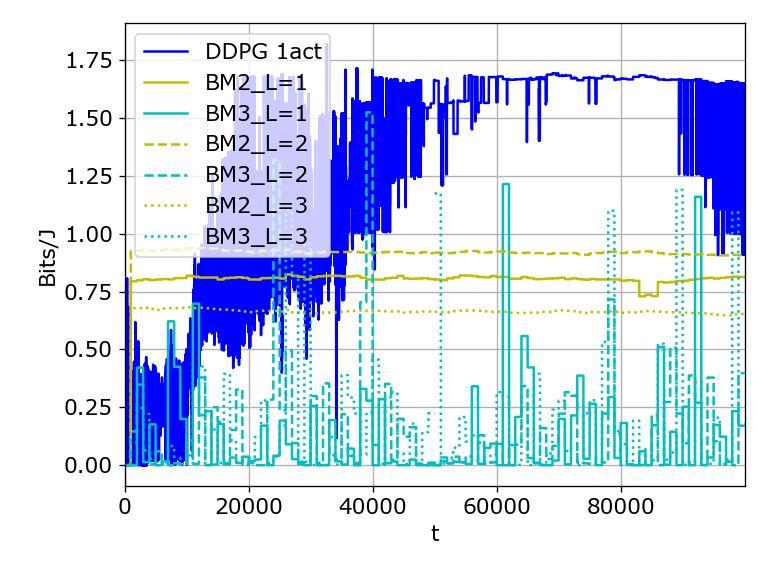 1.75
1.50
1.25
1.00
0.75
0.50
0.25
0.00
Bits/J
DDPG 1act
BM2_L=1
BM3_L=1
BM2_L=2
BM3_L=2
BM2_L=3
BM3_L=3
0 20000 40000 60000 80000
t